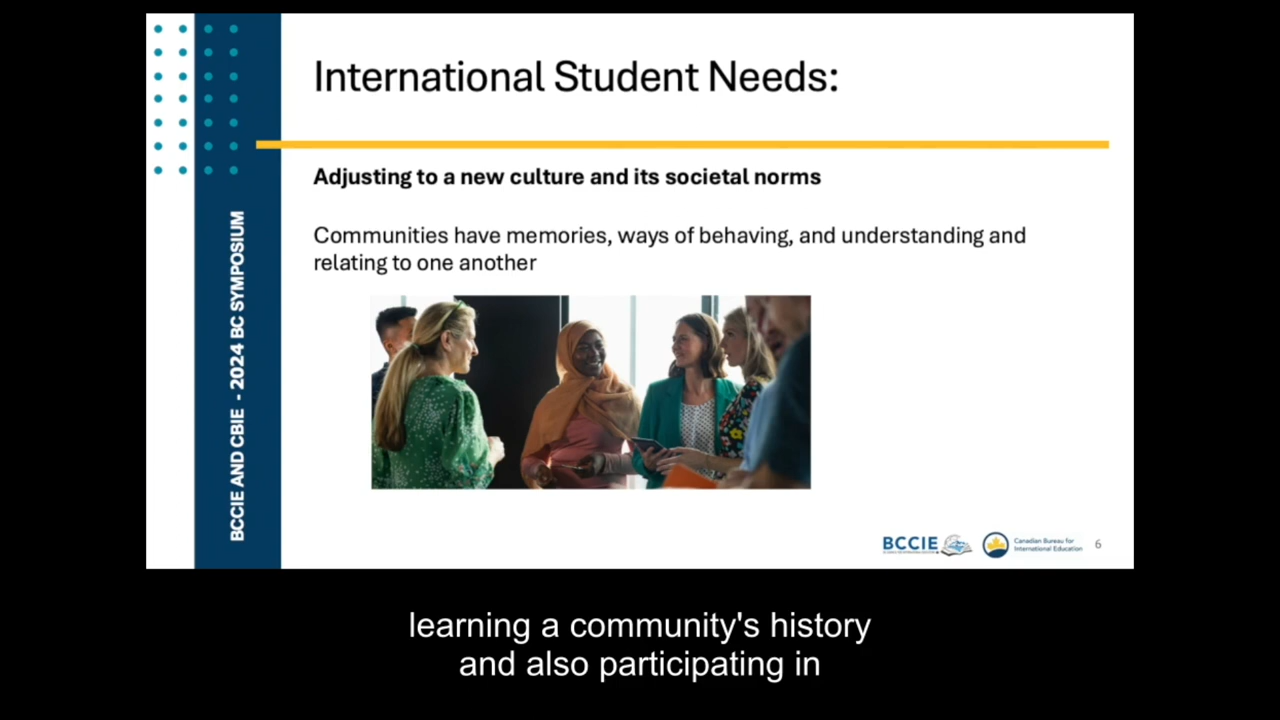 International Student Needs:
Adjusting to a new culture and its societal norms
Communities have memories, ways of behaving, and understanding and
relating to one another
BCCIE AND CBIE - 2024 BC SYMPOSIUM
BCCIE
Canadian Bureau for
International Education
6
learning a community's history
and also participating in